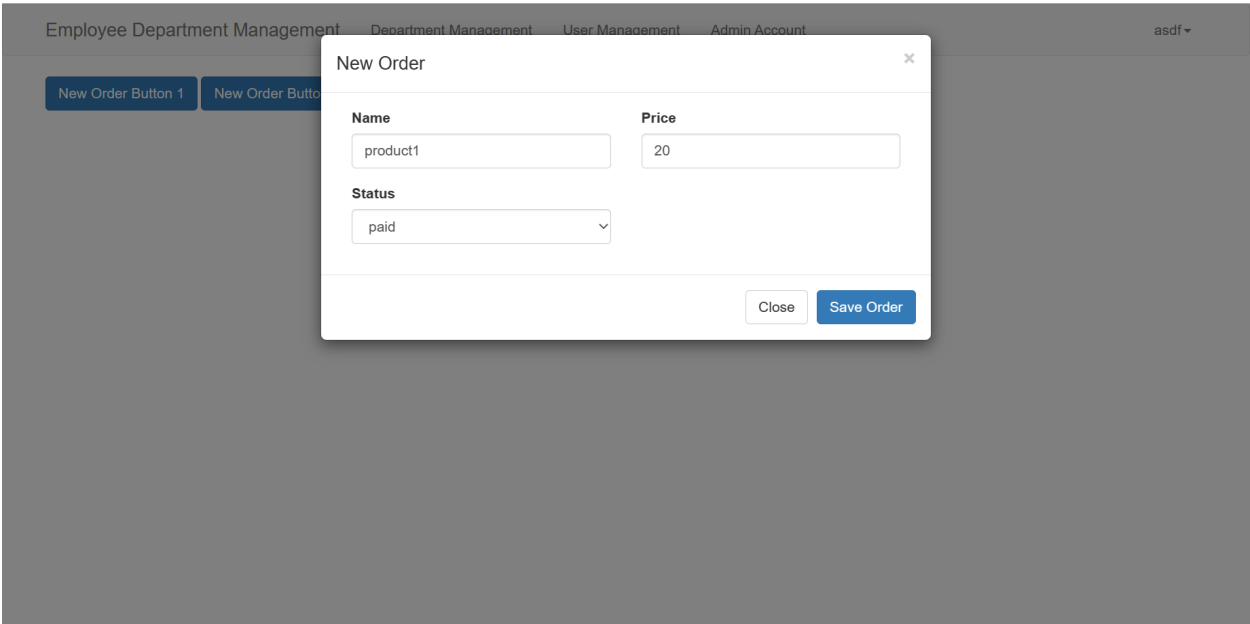 Employee Department Management Department Management User Management Admin Account asdf
New Order Button 1 New Order Butto
New Order ×
Name Price
product1 20
Status
paid
Close Save Order